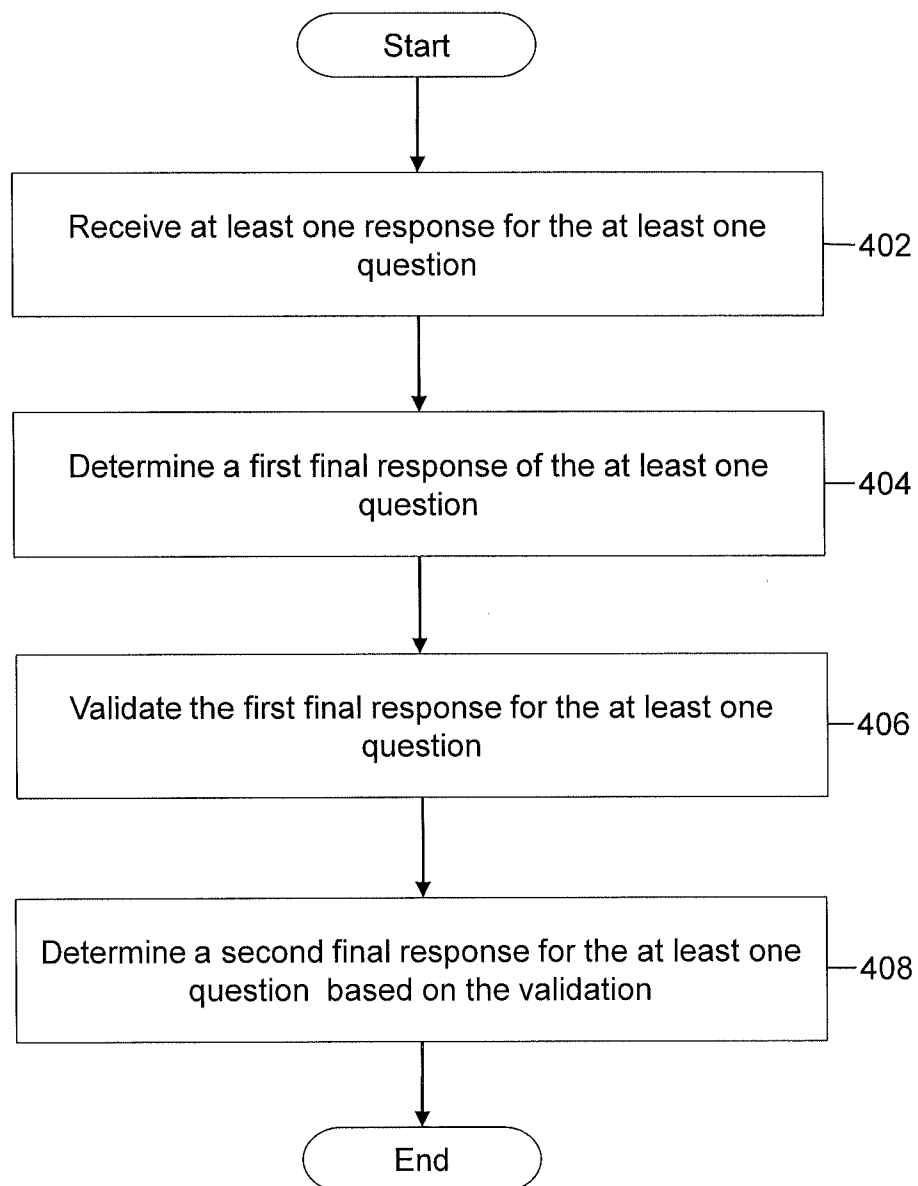 Start
Receive at least one response for the at least one
question
402
Determine a first final response of the at least one
question
404
Validate the first final response for the at least one
question
406
Determine a second final response for the at least one
question based on the validation
408
End